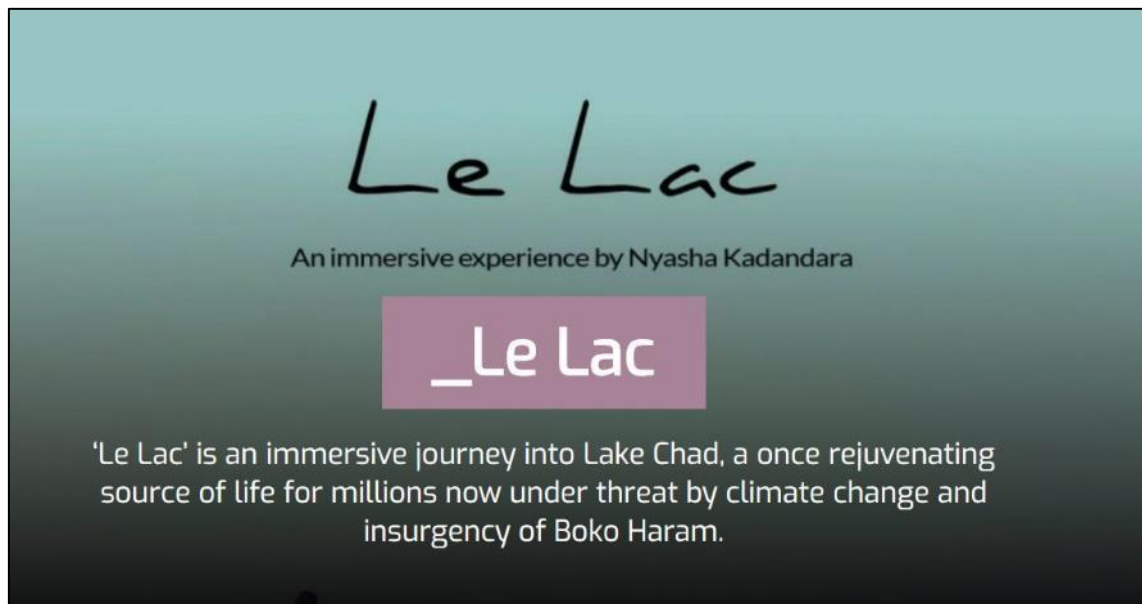 Le Lac
An immersive experience by Nyasha Kadandara
_Le Lac
‘Le Lac’ is an immersive journey into Lake Chad, a once rejuvenating
source of life for millions now under threat by climate change and
insurgency of Boko Haram.